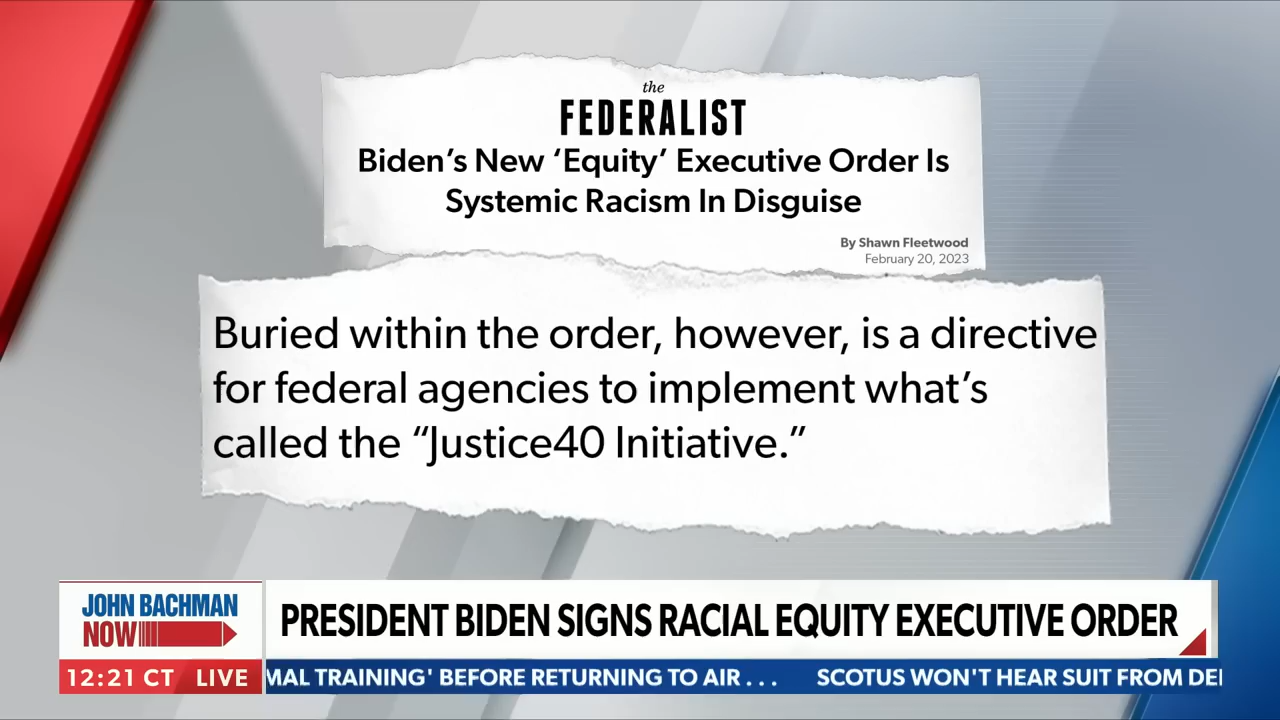 the
FEDERALIST
Biden's New ‘Equity’ Executive Order Is
Systemic Racism In Disguise
By Shawn Fleetwood
February 20, 2023
Buried within the order, however, is a directive
for federal agencies to implement what's
called the “Justice40 Initiative.”
JOHN BACHMAN
NOW
PRESIDENT BIDEN SIGNS RACIAL EQUITY EXECUTIVE ORDER
12:21 CT LIVE
MAL TRAINING' BEFORE RETURNING TO AIR . . . SCOTUS WON'T HEAR SUIT FROM